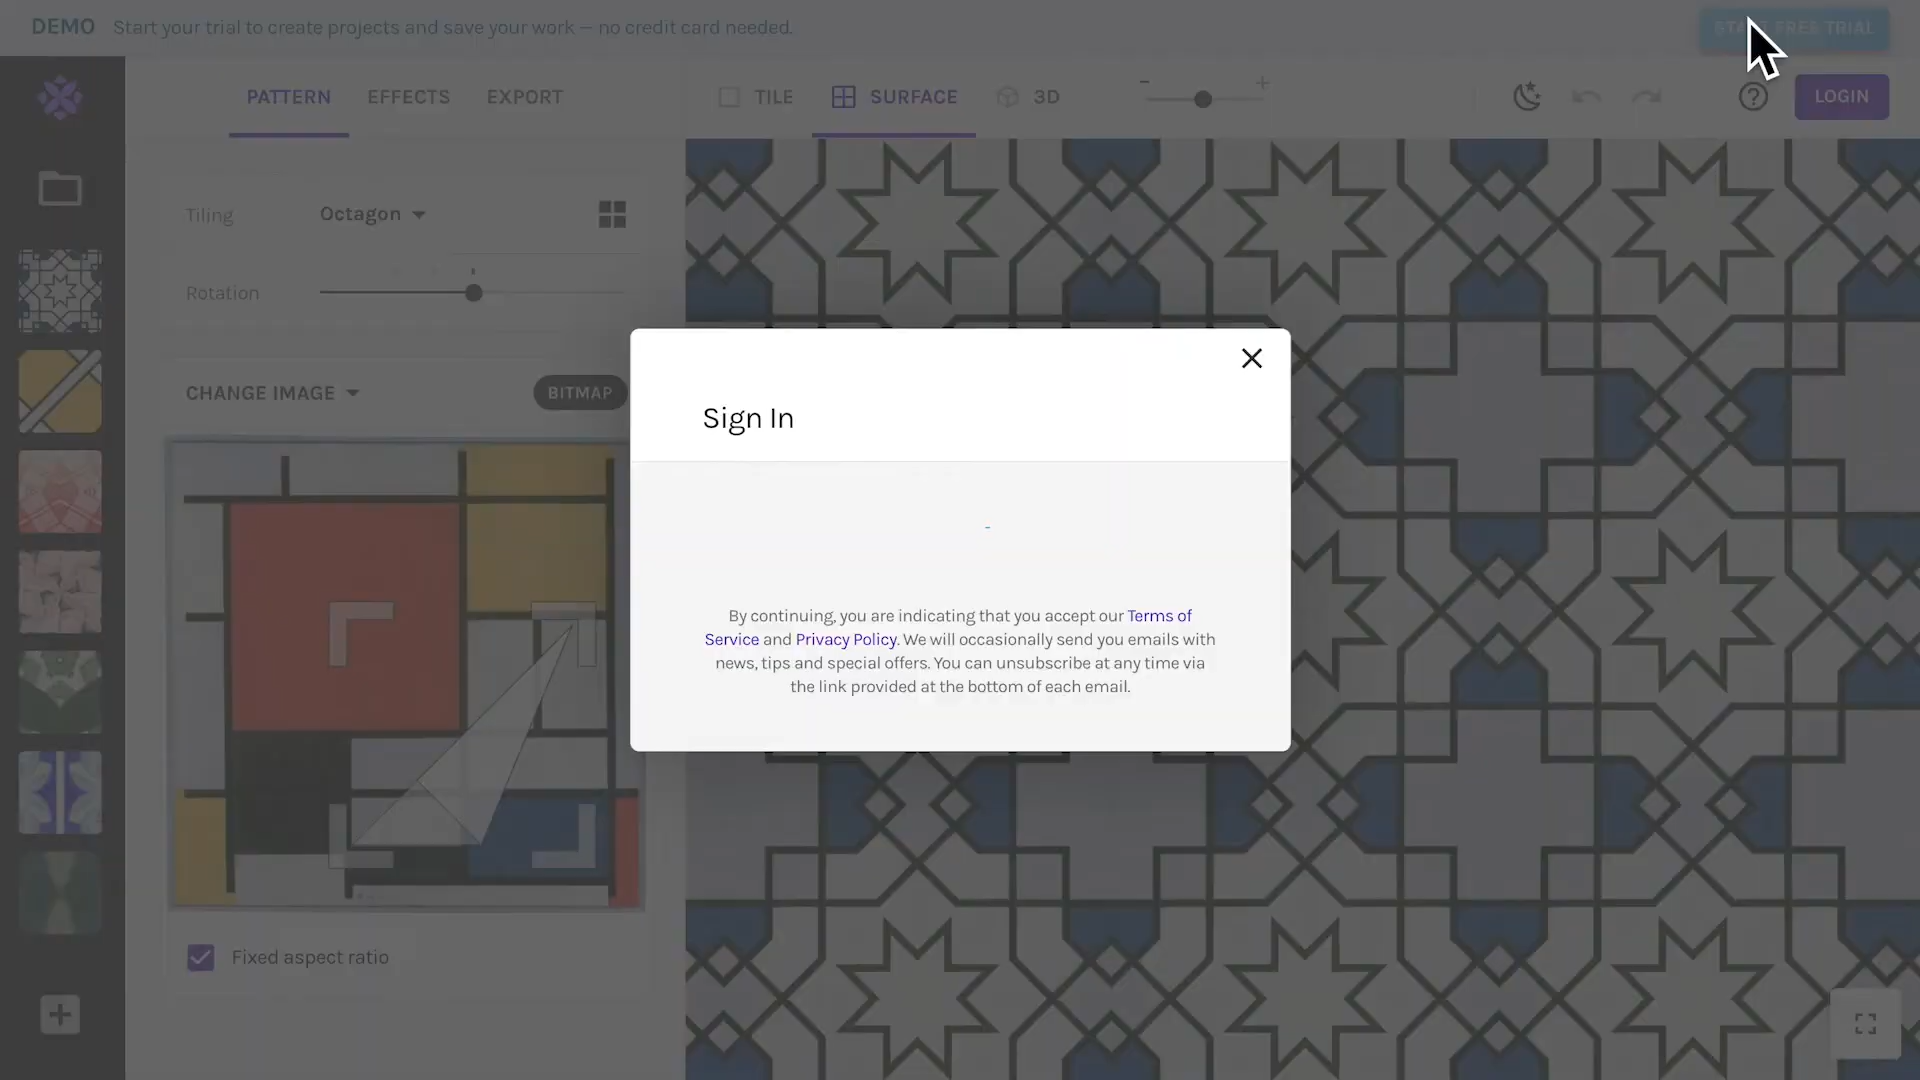 DEMO Start your trial to create projects and save your work — no credit card needed.
START FREE TRIAL
PATTERN EFFECTS EXPORT
TILE SURFACE 3D
- +
LOGIN
Tiling Octagon
Rotation
CHANGE IMAGE BITMAP
Sign In
By continuing, you are indicating that you accept our Terms of
Service and Privacy Policy. We will occasionally send you emails with
news, tips and special offers. You can unsubscribe at any time via
the link provided at the bottom of each email.
Fixed aspect ratio